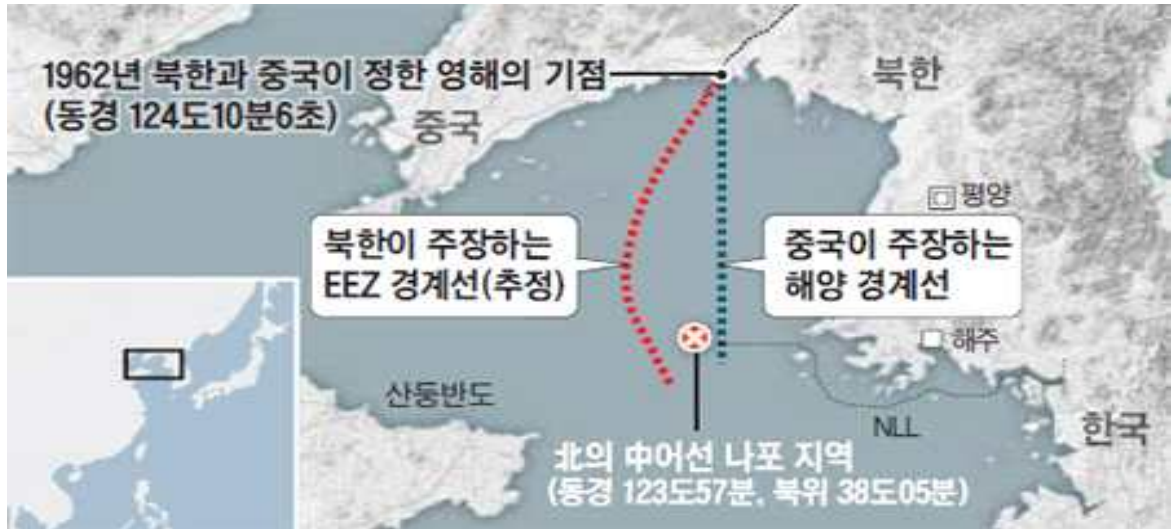 1962년 북한과 중국이 정한 영해의 기점
(동경 124도10분6초)
북한
중국
평양
북한이 주장하는
EEZ 경계선(추정)
중국이 주장하는
해양 경계선
해주
산둥반도
NLL
한국
北의 中어선 나포 지역
(동경 123도57분, 북위 38도05분)